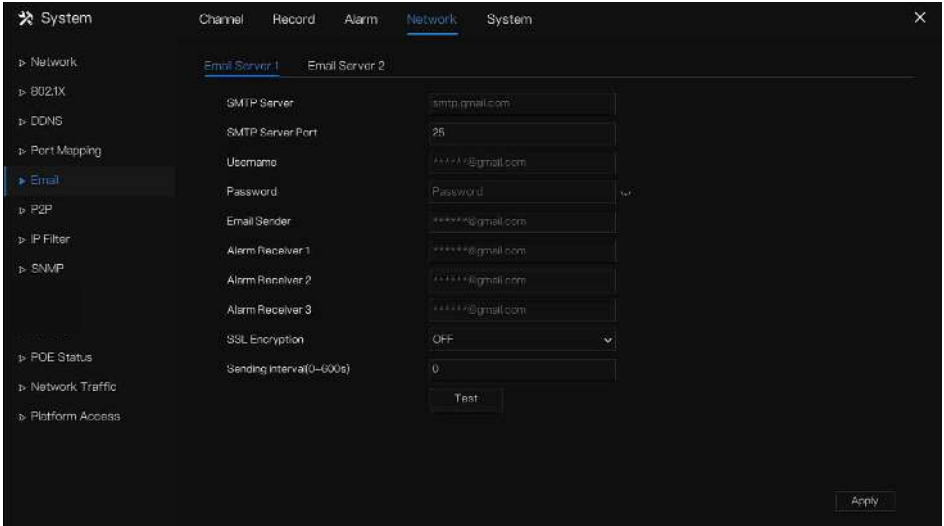 System Channel Record Alarm Network System
Network
Email Server 1 Email Server 2
802.1X
SMTP Server smtp.gmail.com
DDNS
SMTP Server Port 25
Port Mapping
Username ******@gmail.com
Email
Password Password
P2P
Email Sender ******@gmail.com
IP Filter
Alarm Receiver 1 ******@gmail.com
SNMP
Alarm Receiver 2 ******@gmail.com
Alarm Receiver 3 ******@gmail.com
SSL Encryption OFF
POE Status
Sending interval(0~600s) 0
Network Traffic
Test
Platform Access
Apply